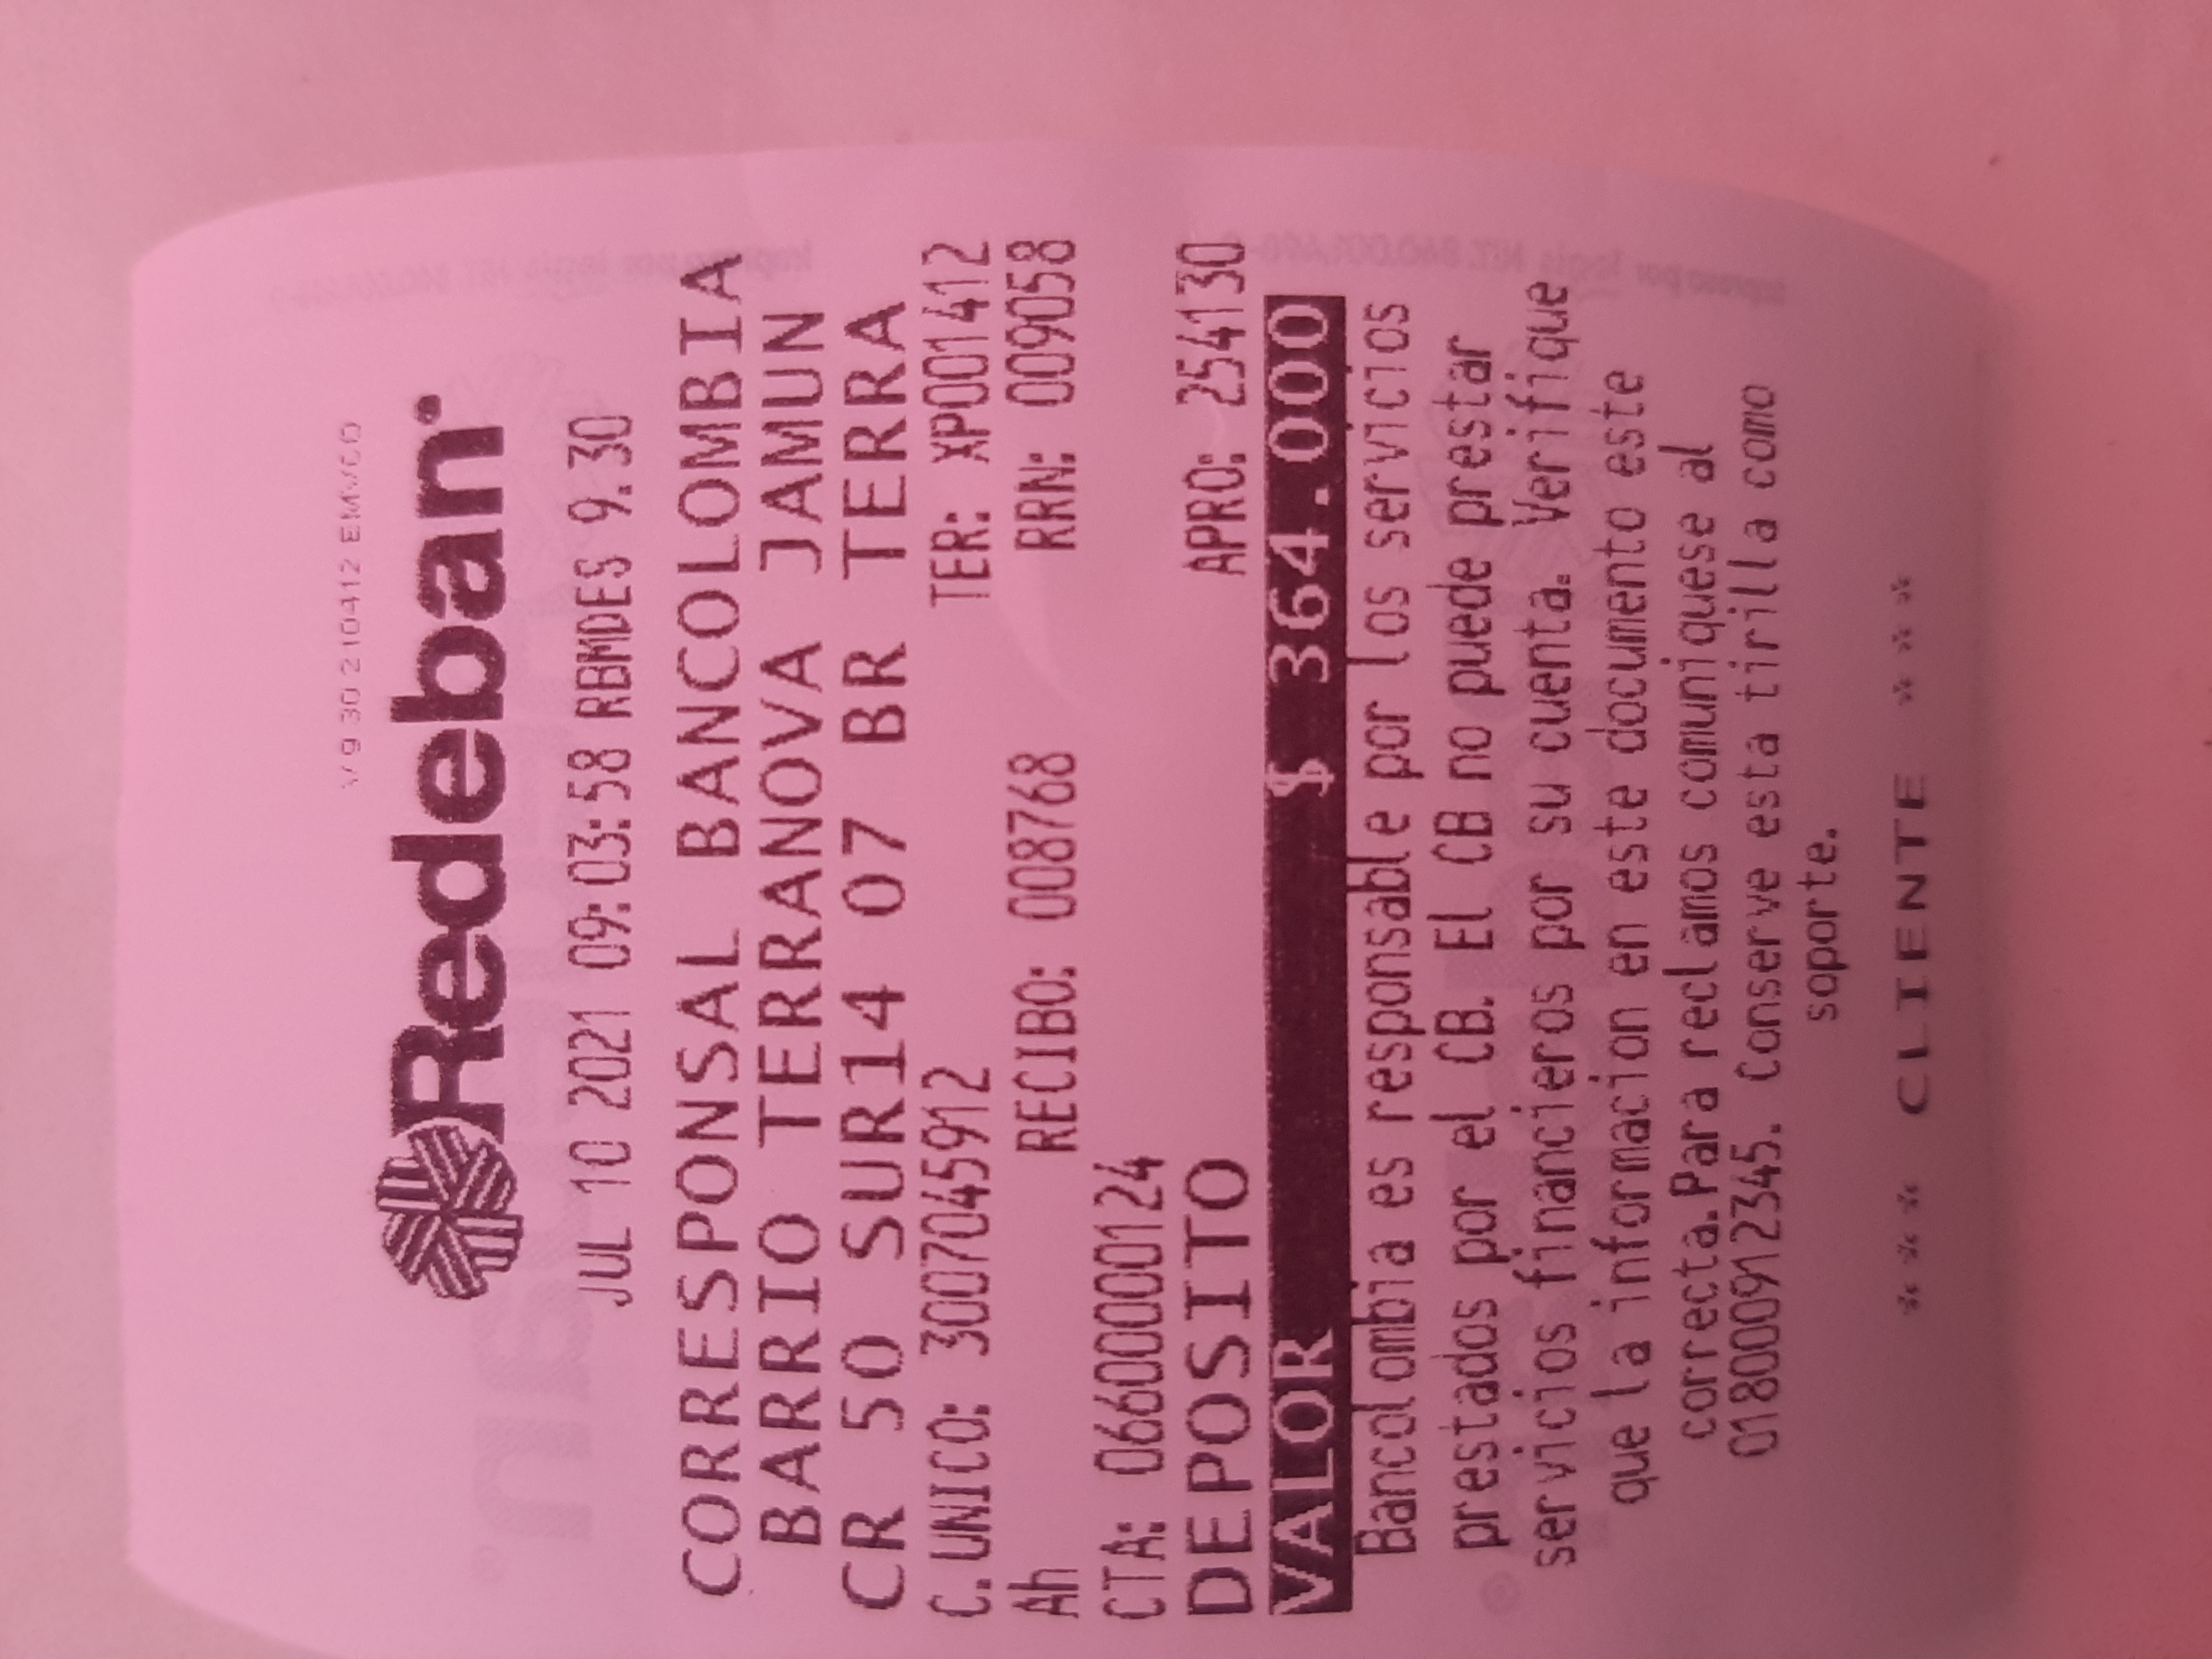 V9.30 210412 EMVCO
Redeban
JUL 10 2021 09:03:58 RBMDES 9.30
CORRESPONSAL BANCOLOMBIA
BARRIO TERRANOVA JAMUN
CR 50 SUR14 07 BR TERRA
C.UNICO: 3007045912 TER: XP001412
Ah RECIBO: 008768 RRN: 009058
CTA: 06600000124
DEPOSITO APRO: 254130
VALOR $ 364.000
Bancolombia es responsable por los servicios
prestados por el CB. El CB no puede prestar
servicios financieros por su cuenta. Verifique
que la informacion en este documento este
correcta.Para reclamos comuniquese al
018000912345. Conserve esta tirilla como
soporte.
*** CLIENTE ***